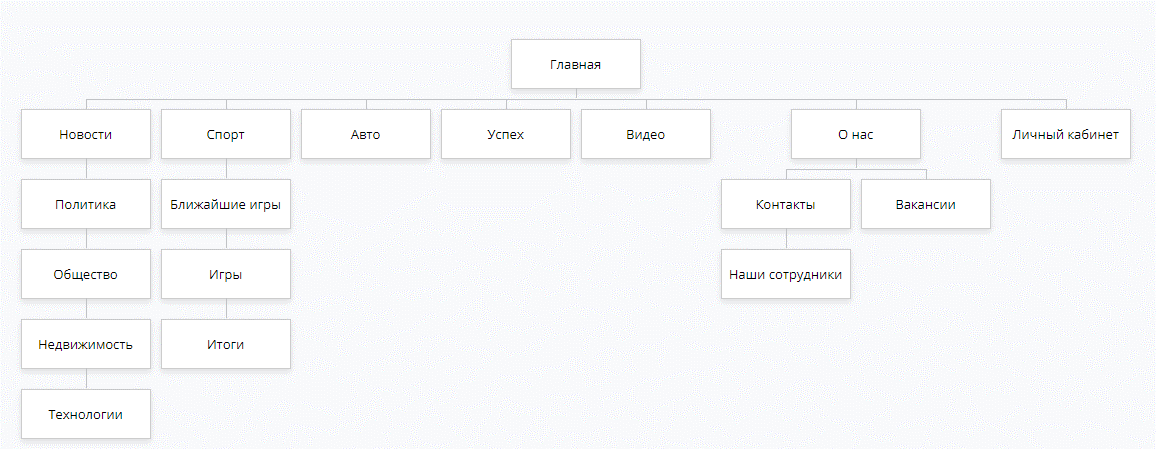 Главная
Новости
Спорт
Авто
Успех
Видео
О нас
Личный кабинет
Политика
Ближайшие игры
Контакты
Вакансии
Общество
Игры
Наши сотрудники
Недвижимость
Итоги
Технологии